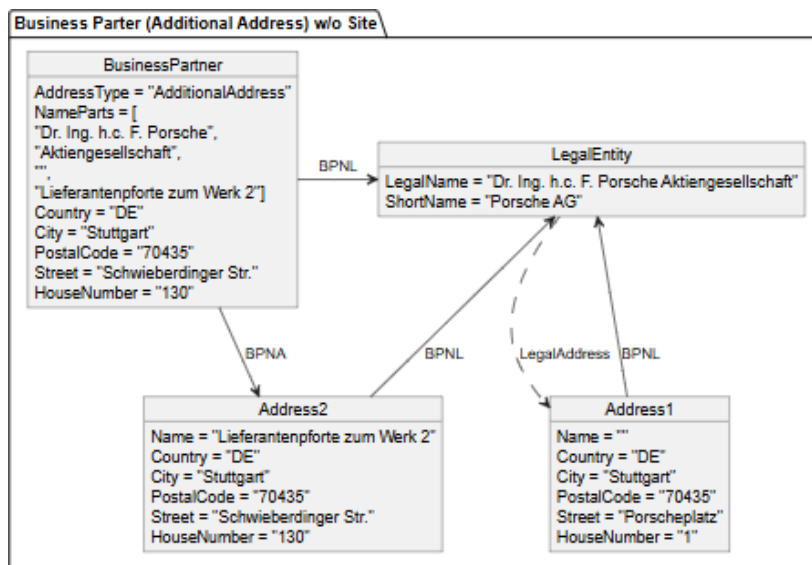 Business Parter (Additional Address) w/o Site
BusinessPartner
AddressType = "AdditionalAddress"
NameParts = [
"Dr. Ing. h.c. F. Porsche",
"Aktiengesellschaft",
"",
"Lieferantenpforte zum Werk 2"]
Country = "DE"
City = "Stuttgart"
PostalCode = "70435"
Street = "Schwieberdinger Str."
HouseNumber = "130"
BPNL
LegalEntity
LegalName = "Dr. Ing. h.c. F. Porsche Aktiengesellschaft"
ShortName = "Porsche AG"
BPNA
BPNL
LegalAddress
BPNL
Address2
Name = "Lieferantenpforte zum Werk 2"
Country = "DE"
City = "Stuttgart"
PostalCode = "70435"
Street = "Schwieberdinger Str."
HouseNumber = "130"
Address1
Name = ""
Country = "DE"
City = "Stuttgart"
PostalCode = "70435"
Street = "Porscheplatz"
HouseNumber = "1"